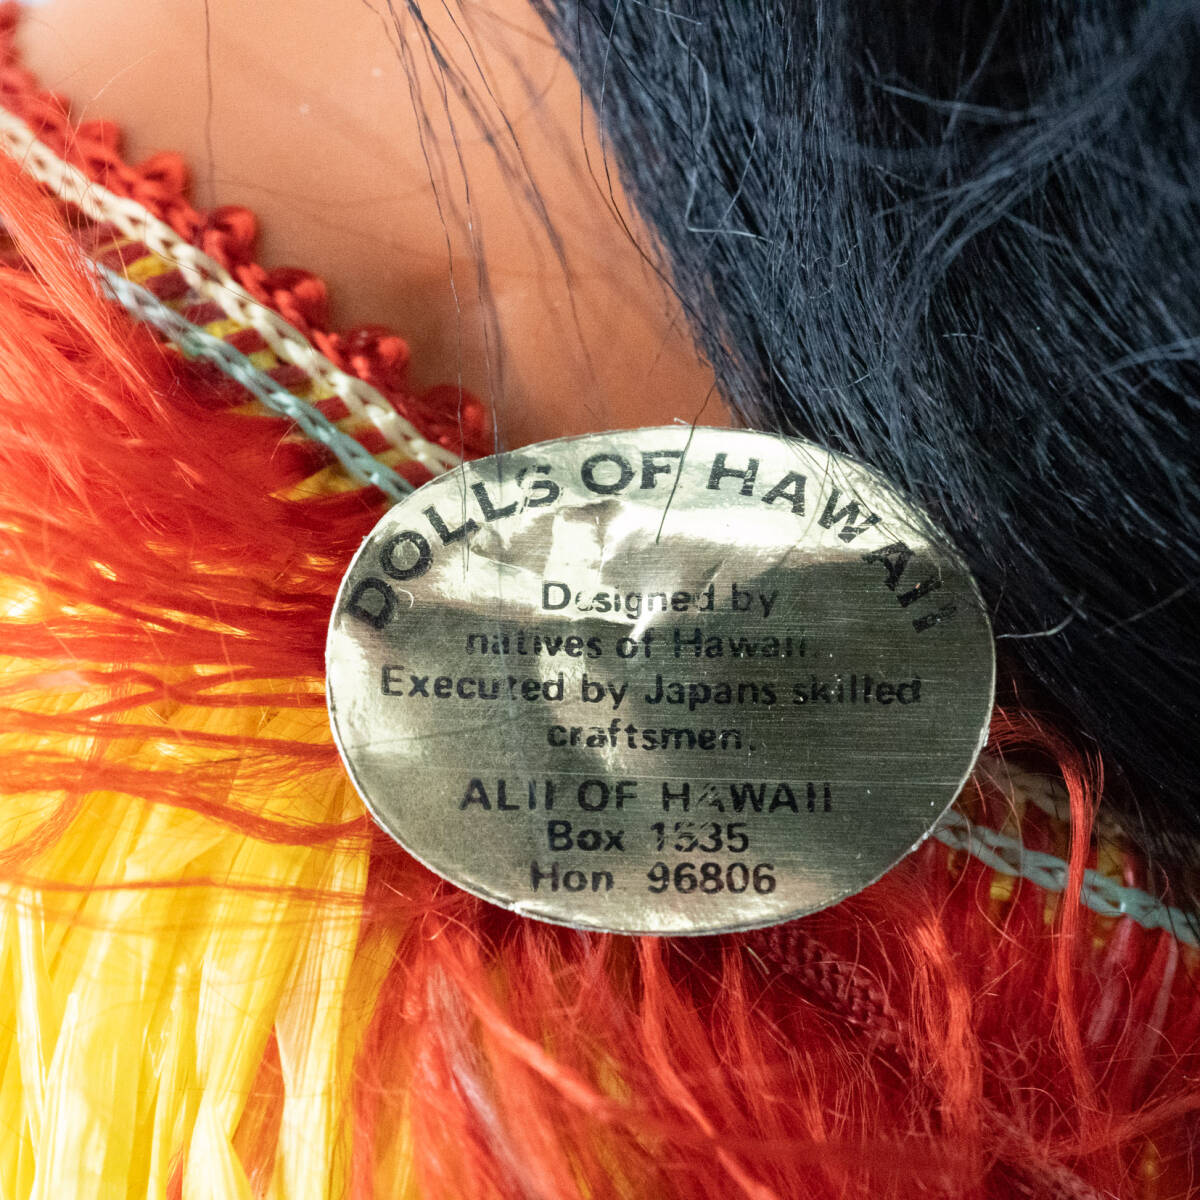 DOLLS OF HAWAII
Designed by
natives of Hawaii.
Executed by Japans skilled
craftsmen.
ALII OF HAWAII
Box 1535
Hon 96806